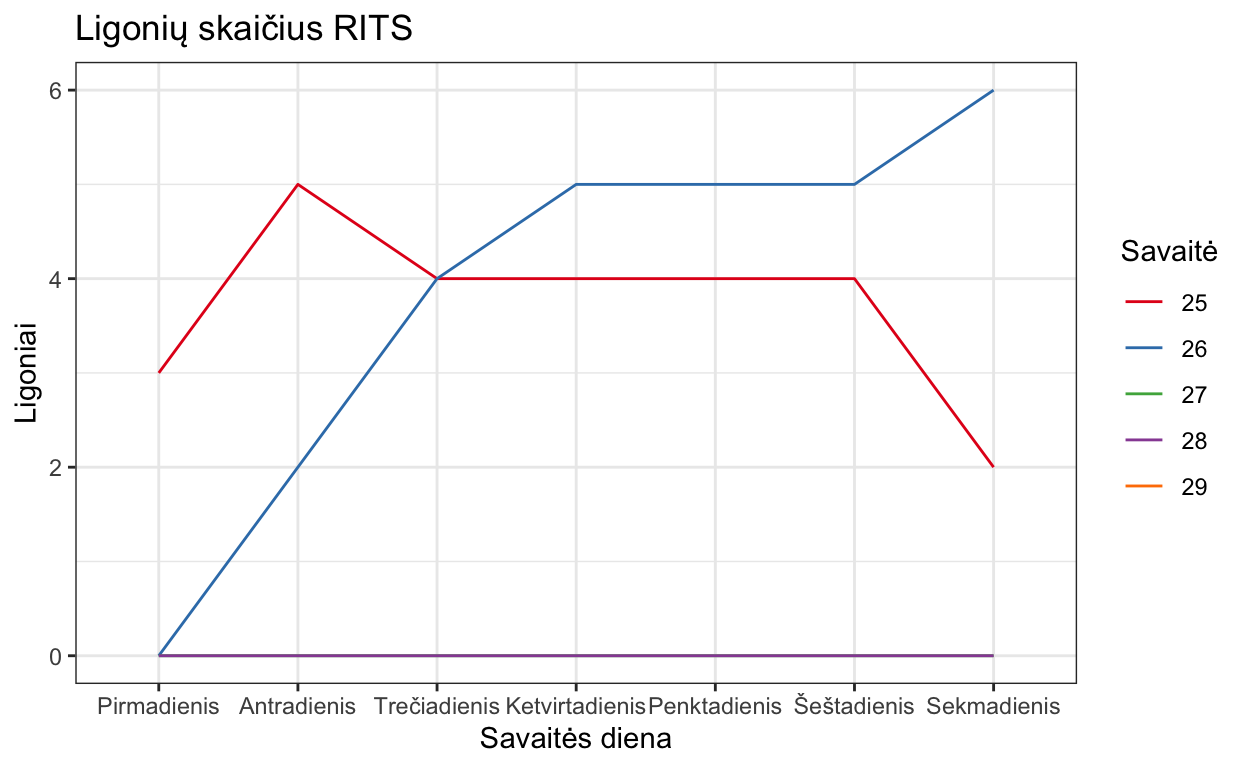 Ligonių skaičius RITS
Ligoniai
6
4
2
0
Pirmadienis Antradienis Trečiadienis Ketvirtadienis Penktadienis Šeštadienis Sekmadienis
Savaitės diena
Savaitė
25
26
27
28
29